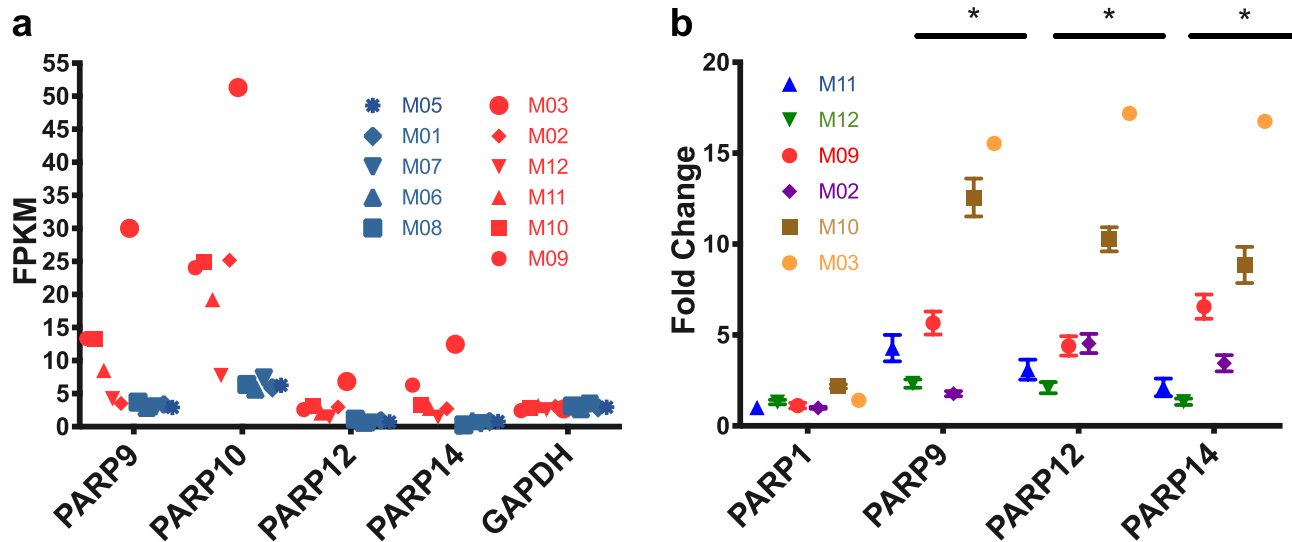 a
FPKM
55
50
45
40
35
30
25
20
15
10
5
0
M05
M01
M07
M06
M08
M03
M02
M12
M11
M10
M09
PARP9
PARP10
PARP12
PARP14
GAPDH
b
* * *
Fold Change
20
15
10
5
0
M11
M12
M09
M02
M10
M03
PARP1
PARP9
PARP12
PARP14